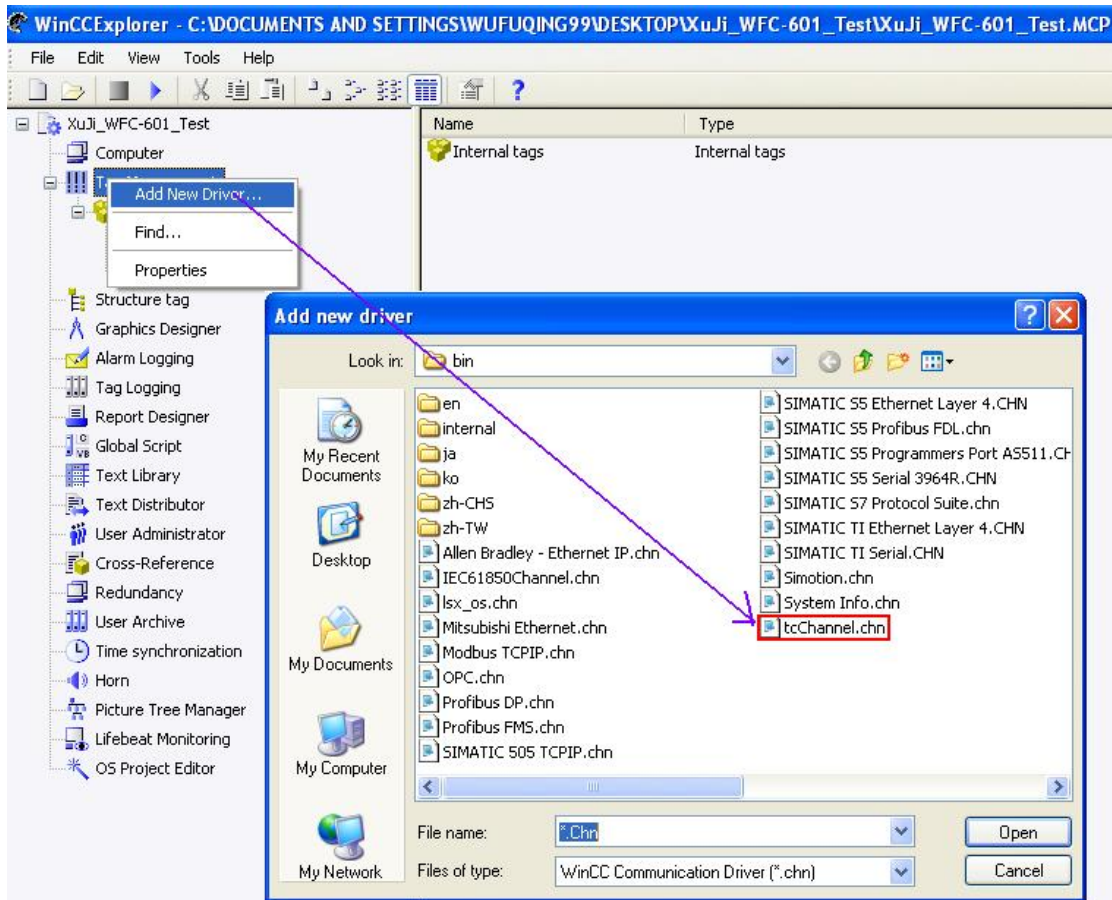 WinCCExplorer - C:\DOCUMENTS AND SETTINGS\WUFUQING99\DESKTOP\XuJi_WFC-601_Test\XuJi_WFC-601_Test.MCP
File Edit View Tools Help
XuJi_WFC-601_Test
Computer
Add New Driver...
Find...
Properties
Structure tag
Graphics Designer
Alarm Logging
Tag Logging
Report Designer
Global Script
Text Library
Text Distributor
User Administrator
Cross-Reference
Redundancy
User Archive
Time synchronization
Horn
Picture Tree Manager
Lifebeat Monitoring
OS Project Editor
Name Type
Internal tags Internal tags
Add new driver
Look in: bin
My Recent Documents
Desktop
My Documents
My Computer
My Network
en
internal
ja
ko
zh-CHS
zh-TW
Allen Bradley - Ethernet IP.chn
IEC61850Channel.chn
lsx_os.chn
Mitsubishi Ethernet.chn
Modbus TCPIP.chn
OPC.chn
Profibus DP.chn
Profibus FMS.chn
SIMATIC 505 TCPIP.chn
SIMATIC S5 Ethernet Layer 4.CHN
SIMATIC S5 Profibus FDL.chn
SIMATIC S5 Programmers Port AS511.CH
SIMATIC S5 Serial 3964R.CHN
SIMATIC S7 Protocol Suite.chn
SIMATIC TI Ethernet Layer 4.CHN
SIMATIC TI Serial.CHN
Simotion.chn
System Info.chn
tcChannel.chn
File name: *.Chn Open
Files of type: WinCC Communication Driver (*.chn) Cancel